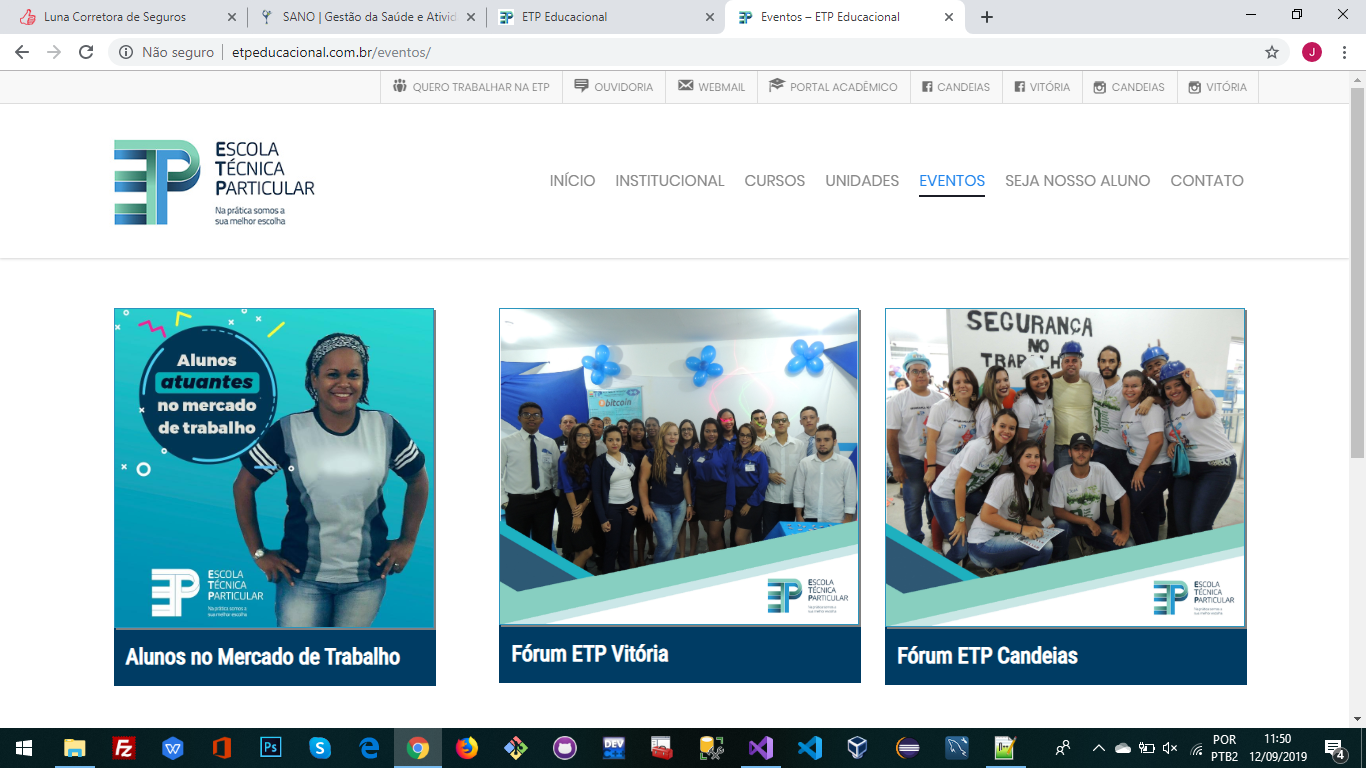 Luna Corretora de Seguros
SANO | Gestão da Saúde e Ativid
ETP Educacional
Eventos – ETP Educacional
Não seguro
etpeducacional.com.br/eventos/
J
QUERO TRABALHAR NA ETP
OUVIDORIA
WEBMAIL
PORTAL ACADÊMICO
CANDEIAS
VITÓRIA
CANDEIAS
VITÓRIA
ESCOLA
TÉCNICA
PARTICULAR
Na prática somos a
sua melhor escolha
INÍCIO
INSTITUCIONAL
CURSOS
UNIDADES
EVENTOS
SEJA NOSSO ALUNO
CONTATO
Alunos
atuantes
no mercado
de trabalho
ESCOLA
TÉCNICA
PARTICULAR
Na prática somos a
sua melhor escolha
Alunos no Mercado de Trabalho
bitcoin
ESCOLA
TÉCNICA
PARTICULAR
Na prática somos a
sua melhor escolha
Fórum ETP Vitória
SEGURANÇA
NO
TRABALHO
ESCOLA
TÉCNICA
PARTICULAR
Na prática somos a
sua melhor escolha
Fórum ETP Candeias
Fz
W
Ps
S
DEV
POR
PTB2
11:50
12/09/2019
4